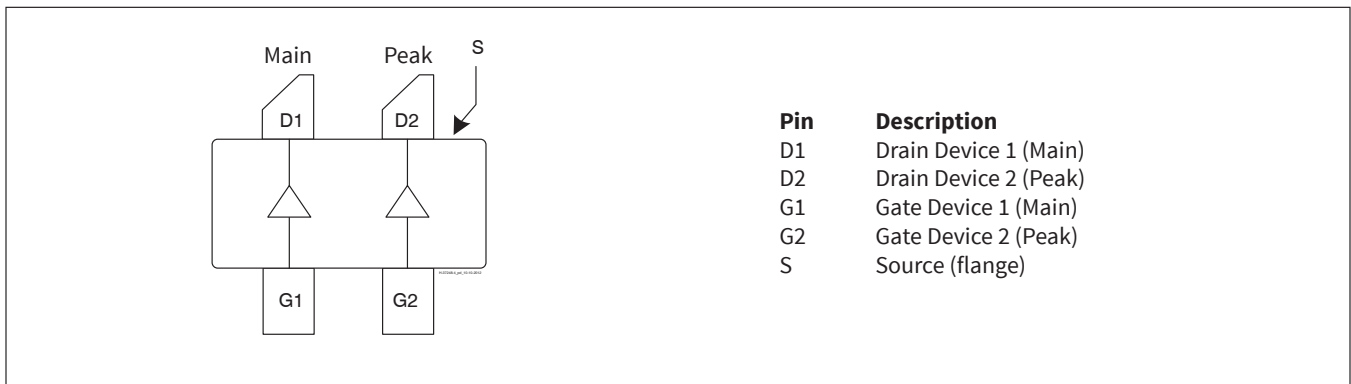 Main Peak S
D1 D2
G1 G2
Pin Description
D1 Drain Device 1 (Main)
D2 Drain Device 2 (Peak)
G1 Gate Device 1 (Main)
G2 Gate Device 2 (Peak)
S Source (flange)